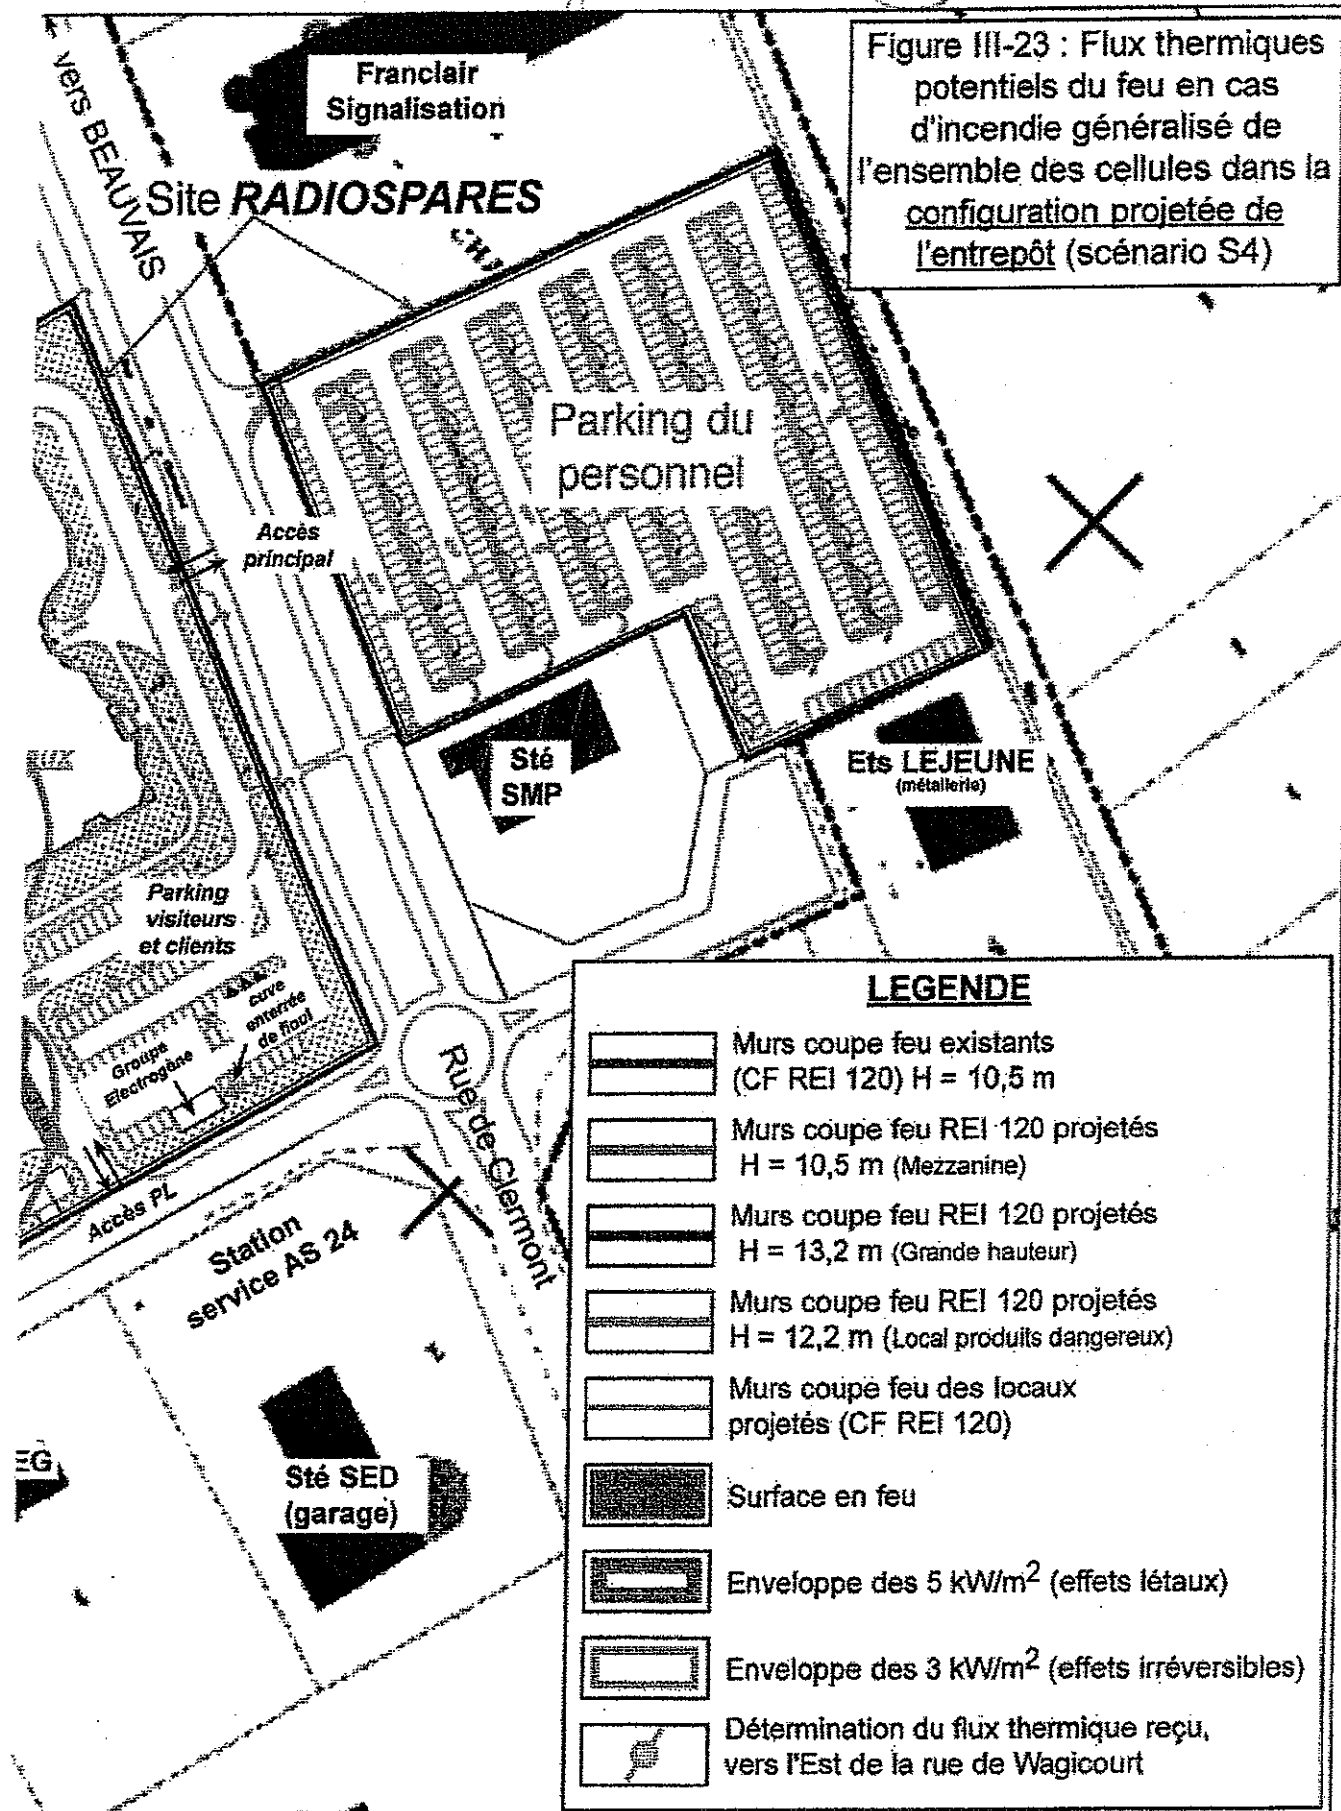 Figure III-23 : Flux thermiques
potentiels du feu en cas
d'incendie généralisé de
l'ensemble des cellules dans la
configuration projetée de
l'entrepôt (scénario S4)
vers BEAUVAIS
Franclair
Signalisation
Site RADIOSPARES
Parking du
personnel
Accès
principal
Sté
SMP
Ets LEJEUNE
(métallerie)
Parking
visiteurs
et clients
cuve
enterrée
de fioul
Groupe
Electrogène
Rue de Clermont
Accès PL
Station
service AS 24
Sté SED
(garage)
EG
LEGENDE
Murs coupe feu existants
(CF REI 120) H = 10,5 m
Murs coupe feu REI 120 projetés
H = 10,5 m (Mezzanine)
Murs coupe feu REI 120 projetés
H = 13,2 m (Grande hauteur)
Murs coupe feu REI 120 projetés
H = 12,2 m (Local produits dangereux)
Murs coupe feu des locaux
projetés (CF REI 120)
Surface en feu
Enveloppe des 5 kW/m² (effets létaux)
Enveloppe des 3 kW/m² (effets irréversibles)
Détermination du flux thermique reçu,
vers l'Est de la rue de Wagicourt